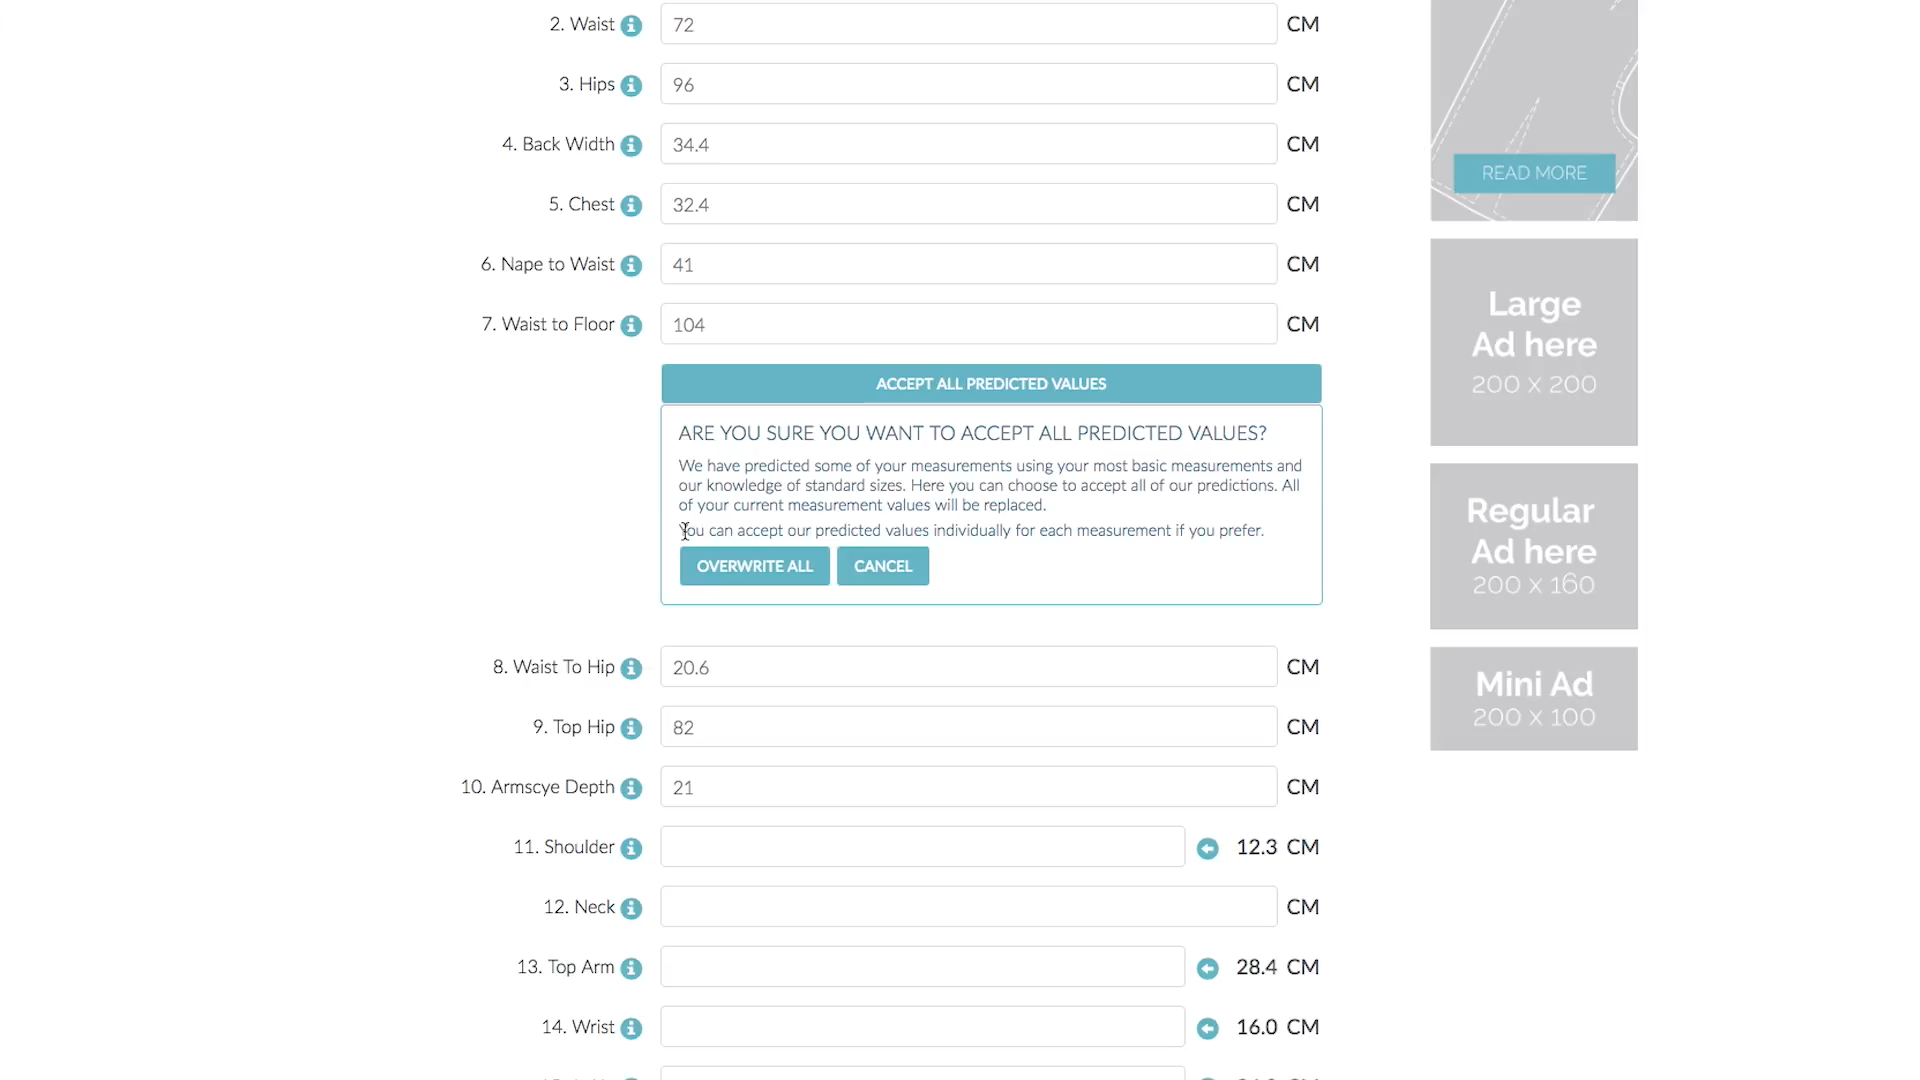 2. Waist 72 CM
3. Hips 96 CM
4. Back Width 34.4 CM
5. Chest 32.4 CM
6. Nape to Waist 41 CM
7. Waist to Floor 104 CM
ACCEPT ALL PREDICTED VALUES
ARE YOU SURE YOU WANT TO ACCEPT ALL PREDICTED VALUES?
We have predicted some of your measurements using your most basic measurements and
our knowledge of standard sizes. Here you can choose to accept all of our predictions. All
of your current measurement values will be replaced.
You can accept our predicted values individually for each measurement if you prefer.
OVERWRITE ALL CANCEL
8. Waist To Hip 20.6 CM
9. Top Hip 82 CM
10. Armscye Depth 21 CM
11. Shoulder 12.3 CM
12. Neck CM
13. Top Arm 28.4 CM
14. Wrist 16.0 CM
READ MORE
Large
Ad here
200 x 200
Regular
Ad here
200 x 160
Mini Ad
200 x 100